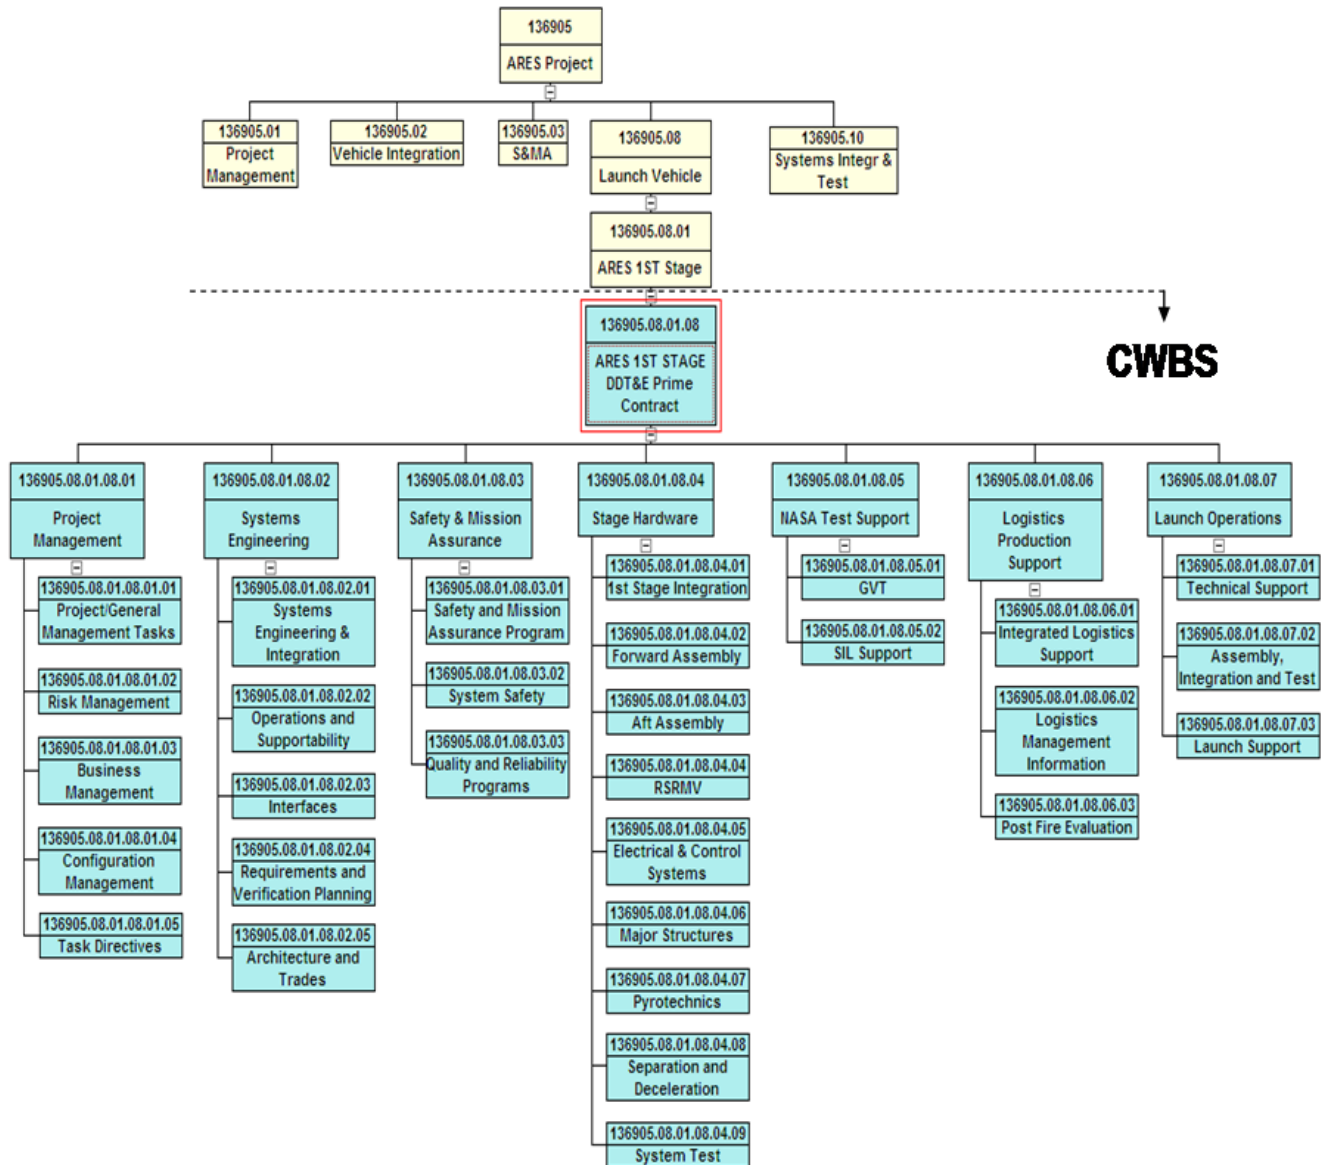 136905
ARES Project
136905.01
Project
Management
136905.02
Vehicle Integration
136905.03
S&MA
136905.08
Launch Vehicle
136905.10
Systems Integr &
Test
136905.08.01
ARES 1ST Stage
CWBS
136905.08.01.08
ARES 1ST STAGE
DDT&E Prime
Contract
136905.08.01.08.01
Project
Management
136905.08.01.08.01.01
Project/General
Management Tasks
136905.08.01.08.01.02
Risk Management
136905.08.01.08.01.03
Business
Management
136905.08.01.08.01.04
Configuration
Management
136905.08.01.08.01.05
Task Directives
136905.08.01.08.02
Systems
Engineering
136905.08.01.08.02.01
Systems
Engineering &
Integration
136905.08.01.08.02.02
Operations and
Supportability
136905.08.01.08.02.03
Interfaces
136905.08.01.08.02.04
Requirements and
Verification Planning
136905.08.01.08.02.05
Architecture and
Trades
136905.08.01.08.03
Safety & Mission
Assurance
136905.08.01.08.03.01
Safety and Mission
Assurance Program
136905.08.01.08.03.02
System Safety
136905.08.01.08.03.03
Quality and Reliability
Programs
136905.08.01.08.04
Stage Hardware
136905.08.01.08.04.01
1st Stage Integration
136905.08.01.08.04.02
Forward Assembly
136905.08.01.08.04.03
Aft Assembly
136905.08.01.08.04.04
RSRMV
136905.08.01.08.04.05
Electrical & Control
Systems
136905.08.01.08.04.06
Major Structures
136905.08.01.08.04.07
Pyrotechnics
136905.08.01.08.04.08
Separation and
Deceleration
136905.08.01.08.04.09
System Test
136905.08.01.08.05
NASA Test Support
136905.08.01.08.05.01
GVT
136905.08.01.08.05.02
SIL Support
136905.08.01.08.06
Logistics
Production
Support
136905.08.01.08.06.01
Integrated Logistics
Support
136905.08.01.08.06.02
Logistics
Management
Information
136905.08.01.08.06.03
Post Fire Evaluation
136905.08.01.08.07
Launch Operations
136905.08.01.08.07.01
Technical Support
136905.08.01.08.07.02
Assembly,
Integration and Test
136905.08.01.08.07.03
Launch Support